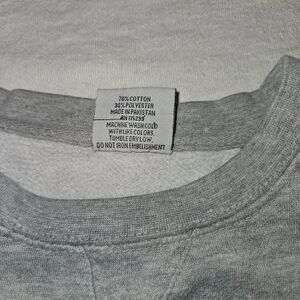 70% COTTON
30% POLYESTER
MADE IN PAKISTAN
RN 115299
MACHINE WASH COLD
WITH LIKE COLORS,
TUMBLE DRY LOW,
DO NOT IRON EMBELLISHMENT